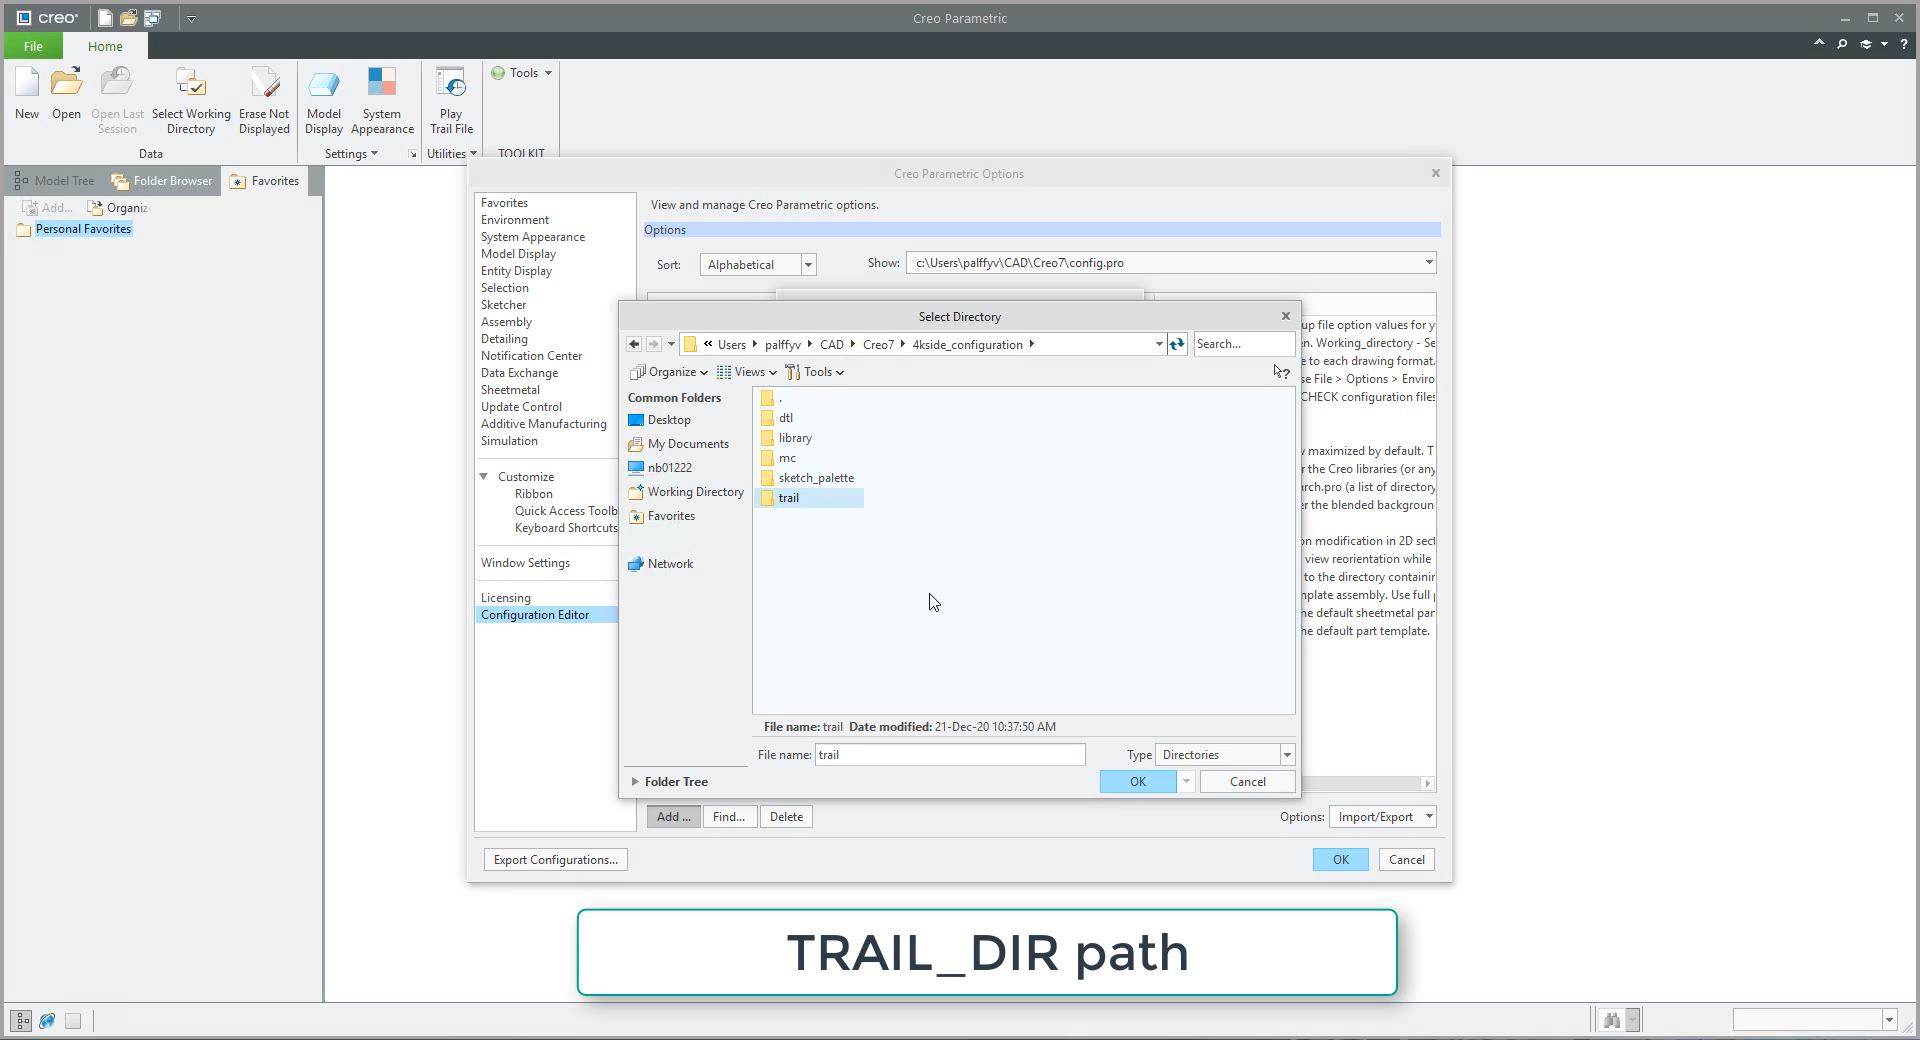 creo
Creo Parametric
File
Home
New
Open
Open Last
Session
Select Working
Directory
Erase Not
Displayed
Model
Display
System
Appearance
Play
Trail File
Tools
Data
Settings
Utilities
TOOLKIT
Model Tree
Folder Browser
Favorites
Add...
Organiz
Personal Favorites
Creo Parametric Options
Favorites
Environment
System Appearance
Model Display
Entity Display
Selection
Sketcher
Assembly
Detailing
Notification Center
Data Exchange
Sheetmetal
Update Control
Additive Manufacturing
Simulation
Customize
Ribbon
Quick Access Toolb
Keyboard Shortcuts
Window Settings
Licensing
Configuration Editor
View and manage Creo Parametric options.
Options
Sort:
Alphabetical
Show:
c:\Users\palffyv\CAD\Creo7\config.pro
Select Directory
« Users
palffyv
CAD
Creo7
4kside_configuration
Search...
Organize
Views
Tools
Common Folders
Desktop
My Documents
nb01222
Working Directory
Favorites
Network
.
dtl
library
mc
sketch_palette
trail
File name: trail Date modified: 21-Dec-20 10:37:50 AM
File name:
trail
Type
Directories
Folder Tree
OK
Cancel
up file option values for y
en. Working_directory - Se
e to each drawing format.
se File > Options > Enviro
CHECK configuration files
w maximized by default. T
r the Creo libraries (or any
arch.pro (a list of directory
er the blended backgroun
on modification in 2D sect
view reorientation while
to the directory containin
mplate assembly. Use full p
he default sheetmetal par
he default part template.
Add ...
Find...
Delete
Options:
Import/Export
Export Configurations...
OK
Cancel
TRAIL_DIR path